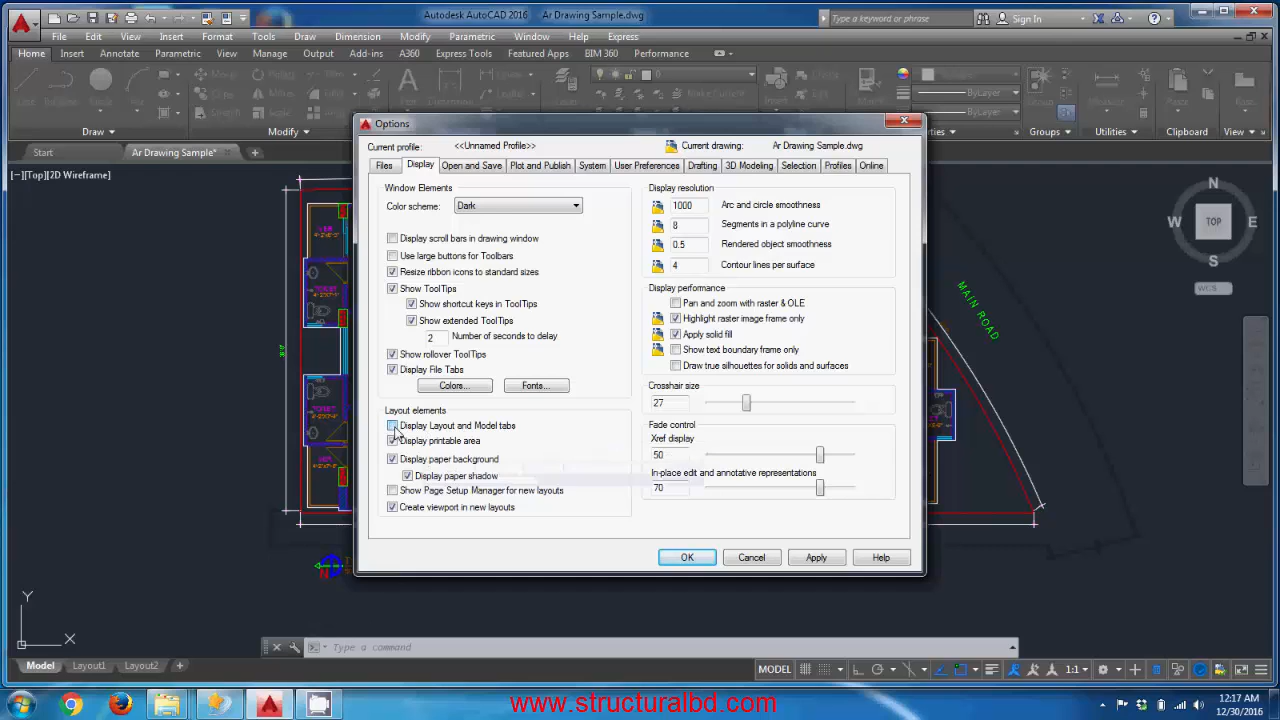 Autodesk AutoCAD 2016 Ar Drawing Sample.dwg
Type a keyword or phrase
Sign In
File Edit View Insert Format Tools Draw Dimension Modify Parametric Window Help Express
Home Insert Annotate Parametric View Manage Output Add-ins A360 Express Tools Featured Apps BIM 360 Performance
0
ByLayer
ByLayer
Draw Modify Groups Utilities Clipboard View
Start Ar Drawing Sample*
[−][Top][2D Wireframe]
Options
Current profile: <<Unnamed Profile>> Current drawing: Ar Drawing Sample.dwg
Files Display Open and Save Plot and Publish System User Preferences Drafting 3D Modeling Selection Profiles Online
Window Elements
Color scheme: Dark
Display scroll bars in drawing window
Use large buttons for Toolbars
Resize ribbon icons to standard sizes
Show ToolTips
Show shortcut keys in ToolTips
Show extended ToolTips
2 Number of seconds to delay
Show rollover ToolTips
Display File Tabs
Colors... Fonts...
Layout elements
Display Layout and Model tabs
Display printable area
Display paper background
Display paper shadow
Show Page Setup Manager for new layouts
Create viewport in new layouts
Display resolution
1000 Arc and circle smoothness
8 Segments in a polyline curve
0.5 Rendered object smoothness
4 Contour lines per surface
Display performance
Pan and zoom with raster & OLE
Highlight raster image frame only
Apply solid fill
Show text boundary frame only
Draw true silhouettes for solids and surfaces
Crosshair size
27
Fade control
Xref display
50
In-place edit and annotative representations
70
OK Cancel Apply Help
N
W TOP E
S
WCS
MAIN ROAD
TOILET
N
Y
X
Type a command
Model Layout1 Layout2 +
MODEL 1:1
www.structuralbd.com
12:17 AM
12/30/2016